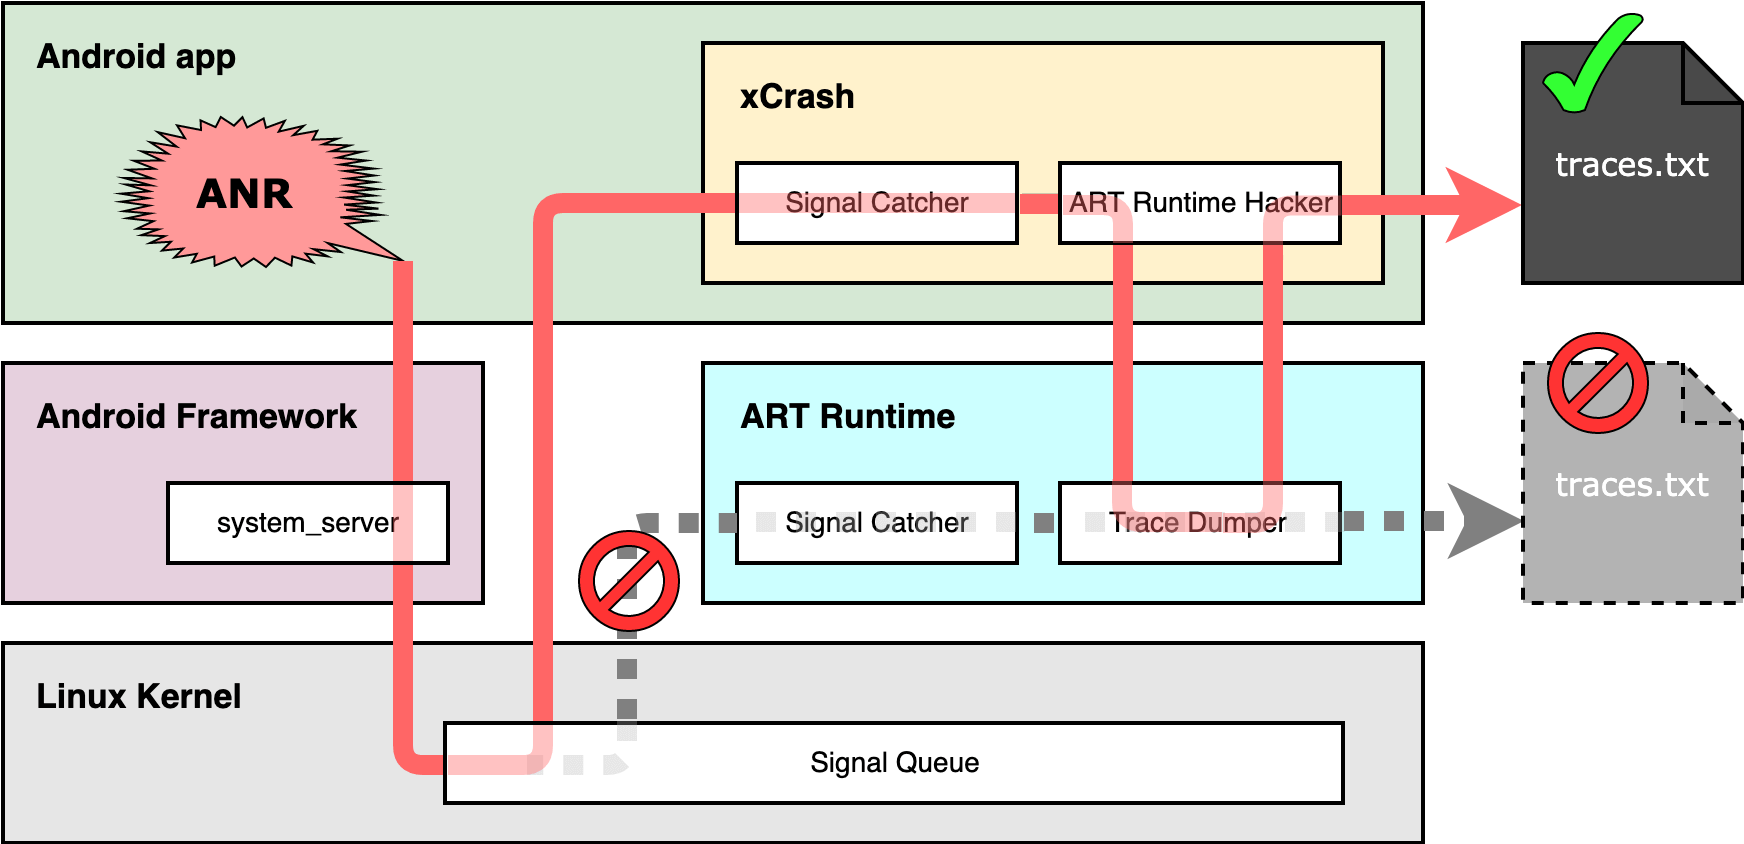 Android app
xCrash
ANR
Signal Catcher
ART Runtime Hacker
traces.txt
Android Framework
system_server
ART Runtime
Signal Catcher
Trace Dumper
traces.txt
Linux Kernel
Signal Queue